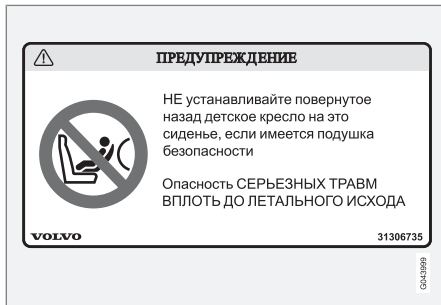 ПРЕДУПРЕЖДЕНИЕ
НЕ устанавливайте повернутое
назад детское кресло на это
сиденье, если имеется подушка
безопасности
Опасность СЕРЬЕЗНЫХ ТРАВМ
ВПЛОТЬ ДО ЛЕТАЛЬНОГО ИСХОДА
VOLVO 31306735
G043999